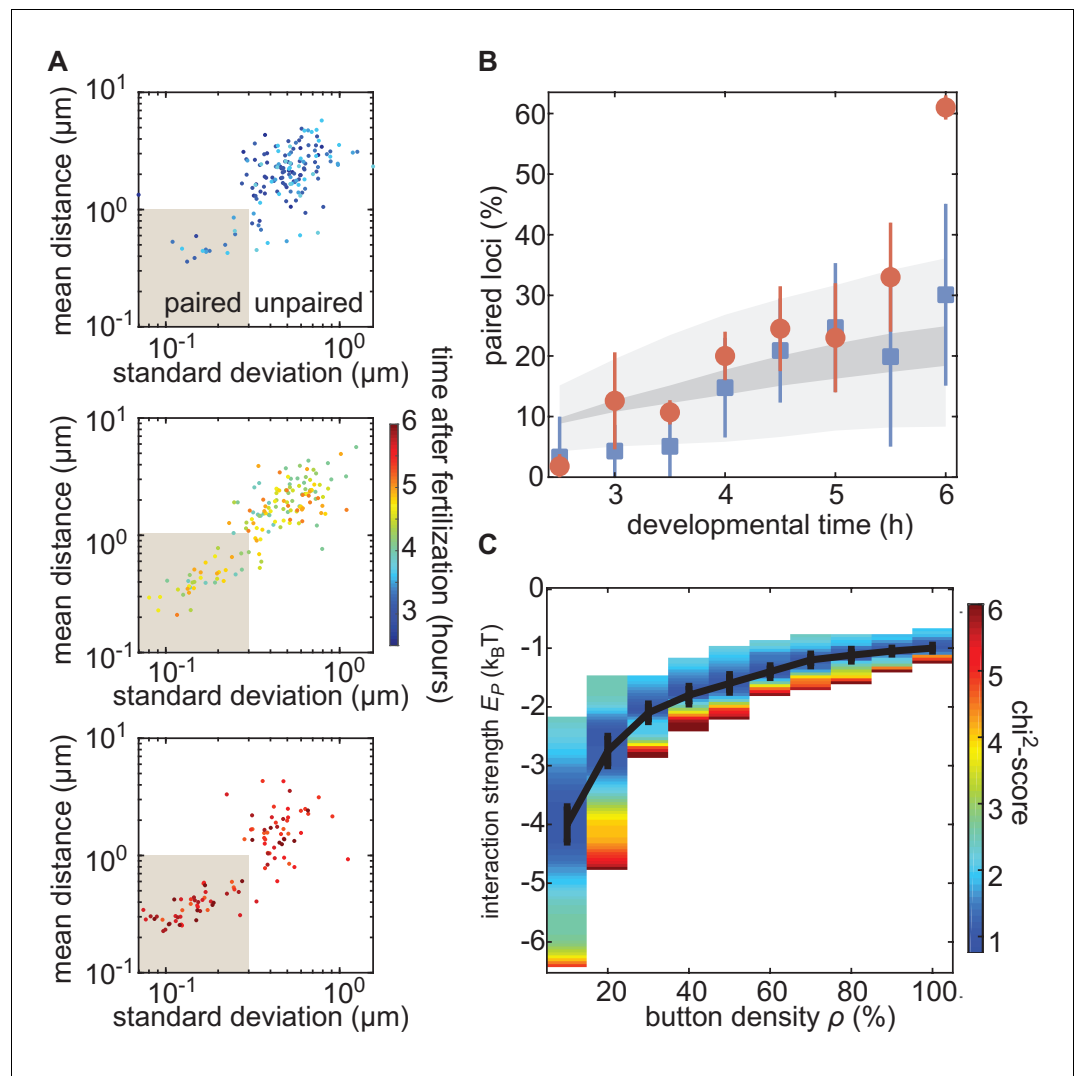 A
mean distance (μm)
10^1
10^0
10^-1
paired unpaired
10^-1 10^0
standard deviation (μm)
mean distance (μm)
10^1
10^0
10^-1
10^-1 10^0
standard deviation (μm)
mean distance (μm)
10^1
10^0
10^-1
10^-1 10^0
standard deviation (μm)
time after fertilization (hours)
6
5
4
3
B
paired loci (%)
60
50
40
30
20
10
0
3 4 5 6
developmental time (h)
C
interaction strength E_P (k_BT)
0
-1
-2
-3
-4
-5
-6
20 40 60 80 100
button density ρ (%)
chi^2-score
6
5
4
3
2
1